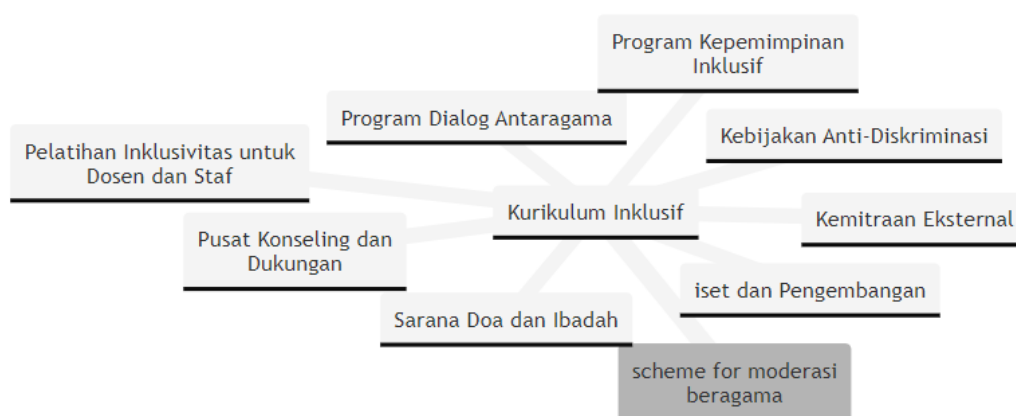 Program Kepemimpinan
Inklusif
Program Dialog Antaragama
Kebijakan Anti-Diskriminasi
Pelatihan Inklusivitas untuk
Dosen dan Staf
Kurikulum Inklusif
Kemitraan Eksternal
Pusat Konseling dan
Dukungan
iset dan Pengembangan
Sarana Doa dan Ibadah
scheme for moderasi
beragama